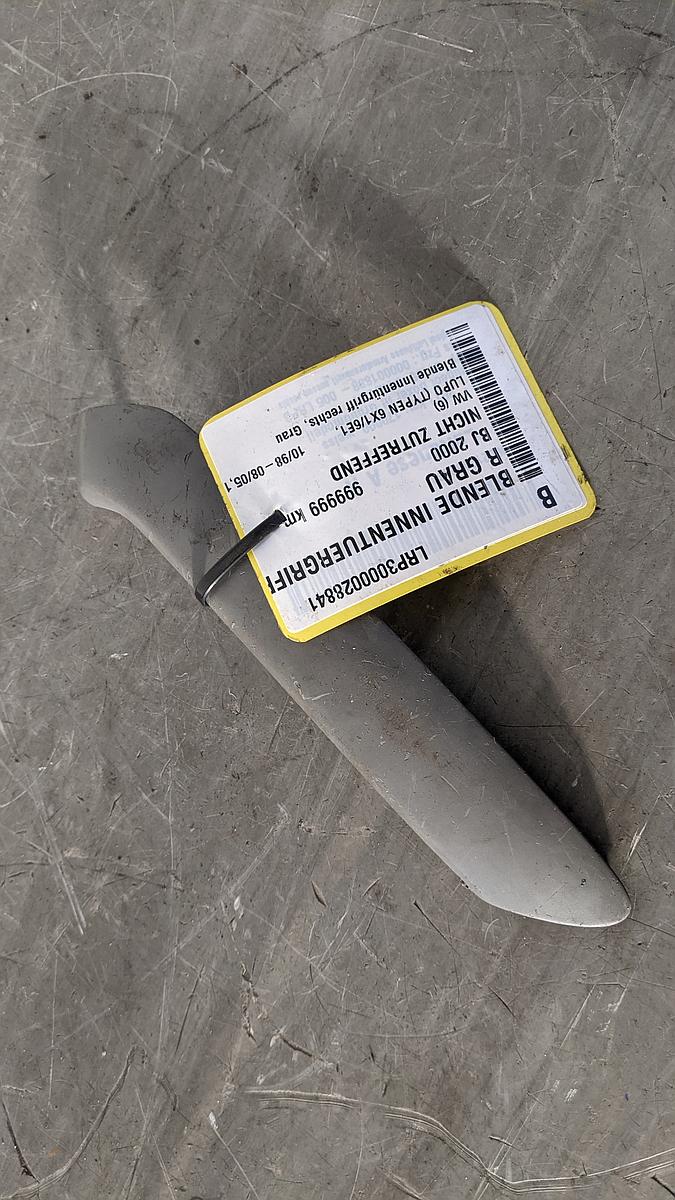 LRP30000028841
B
BLENDE INNENTUERGRIFF
R GRAU
BJ 2000 999999 km
NICHT ZUTREFFEND
VW (6)
LUPO (TYPEN 6X1/6E1, 10/98 – 08/05,1
Blende Innentürgriff rechts, Grau